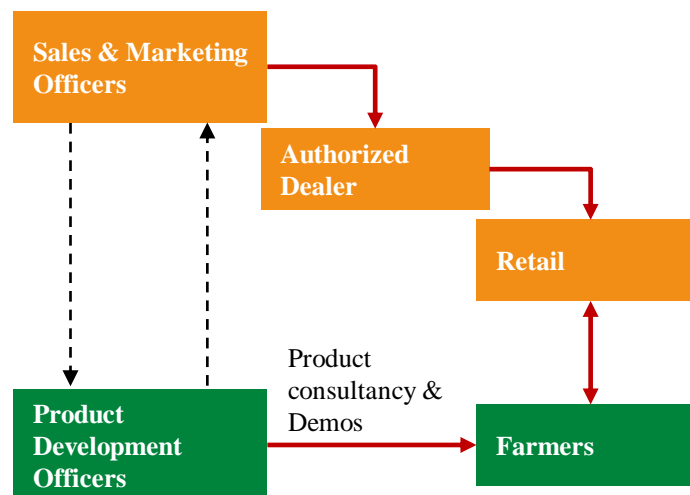 Sales & Marketing
Officers
Authorized
Dealer
Retail
Product
consultancy &
Demos
Product
Development
Officers
Farmers